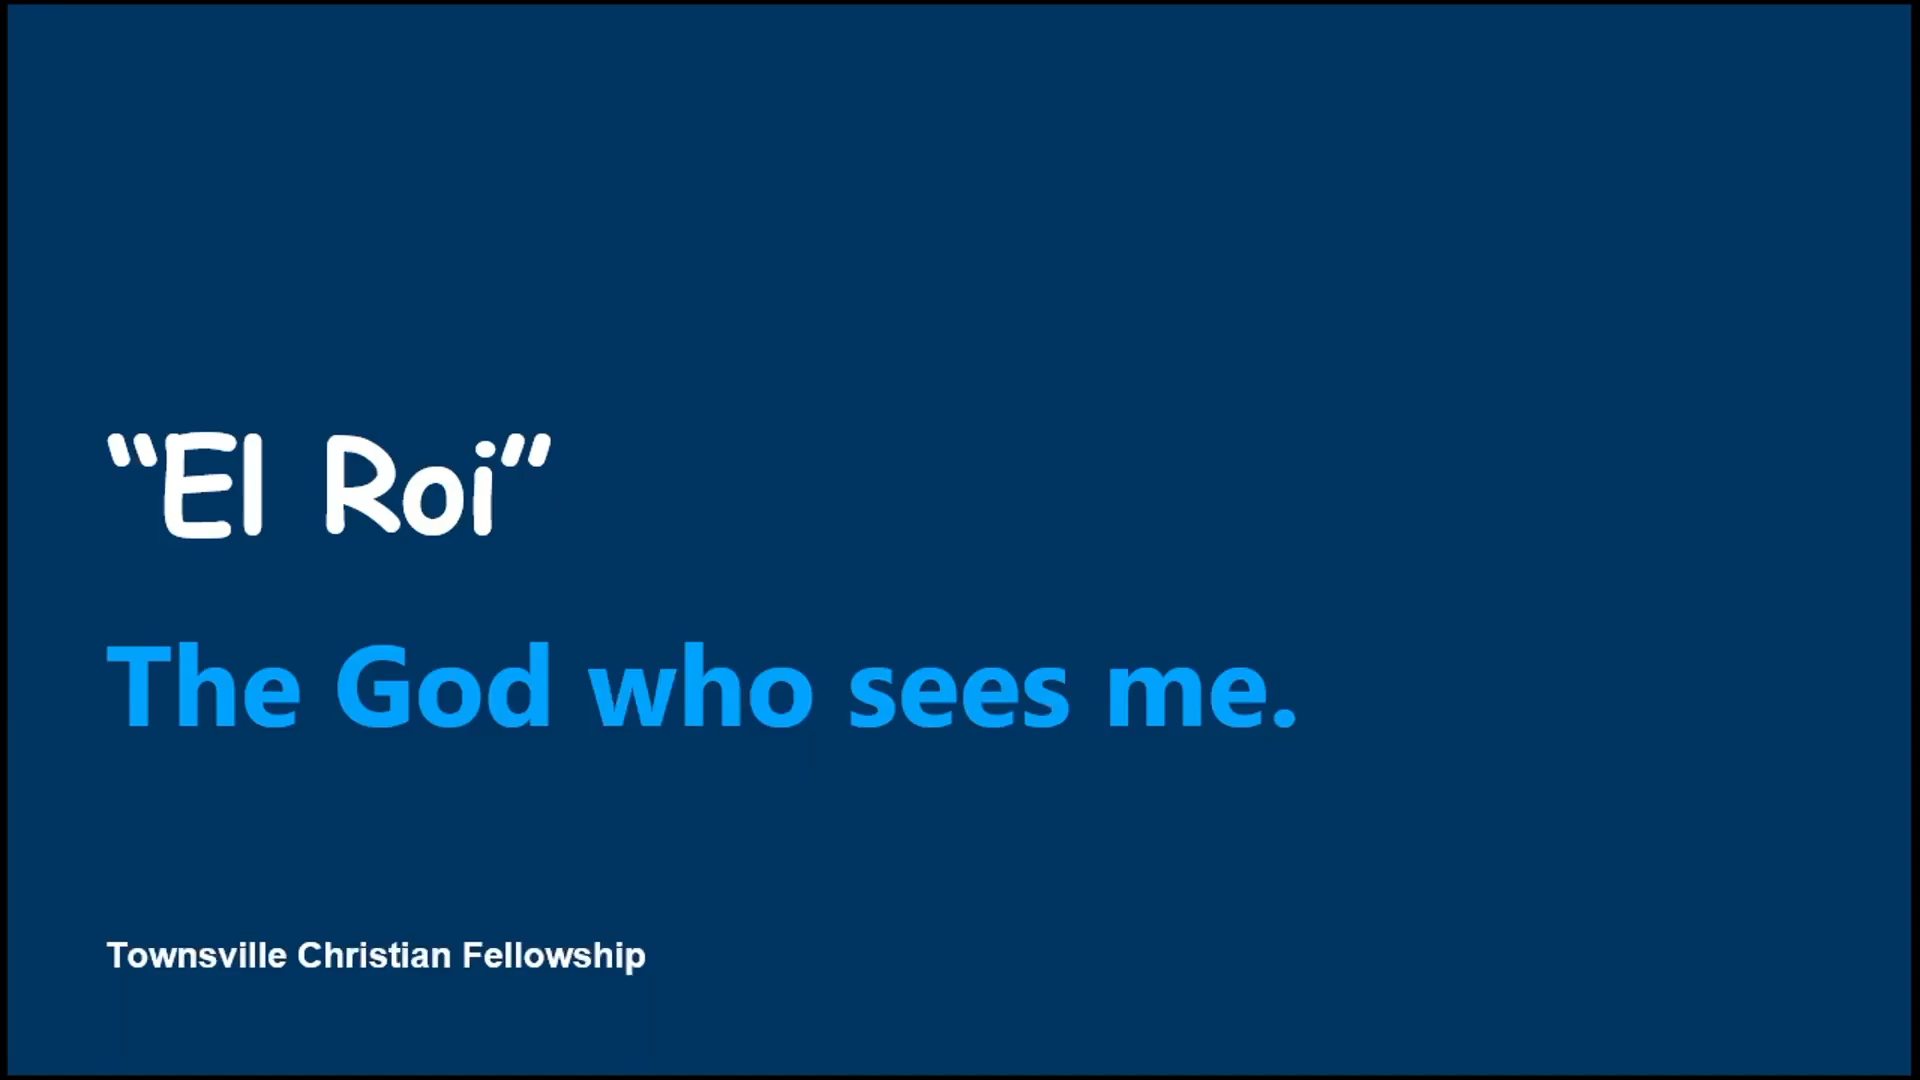 “El Roi”
The God who sees me.
Townsville Christian Fellowship